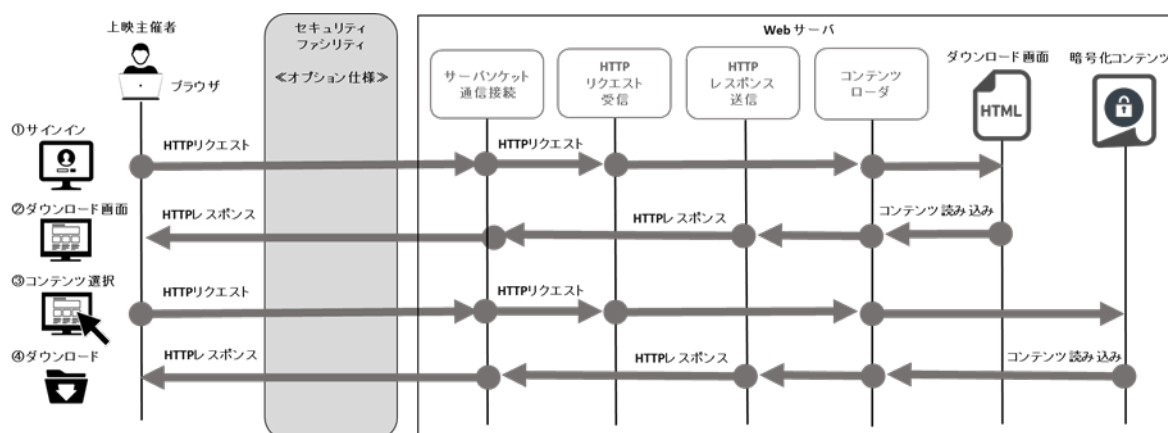 上映主催者
ブラウザ
セキュリティ
ファシリティ
≪オプション仕様≫
Webサーバ
サーバソケット
通信接続
HTTP
リクエスト
受信
HTTP
レスポンス
送信
コンテンツ
ローダ
ダウンロード画面
HTML
暗号化コンテンツ
①サインイン
HTTPリクエスト
HTTPリクエスト
②ダウンロード画面
HTTPレスポンス
HTTPレスポンス
コンテンツ読み込み
③コンテンツ選択
HTTPリクエスト
HTTPリクエスト
④ダウンロード
HTTPレスポンス
HTTPレスポンス
コンテンツ読み込み